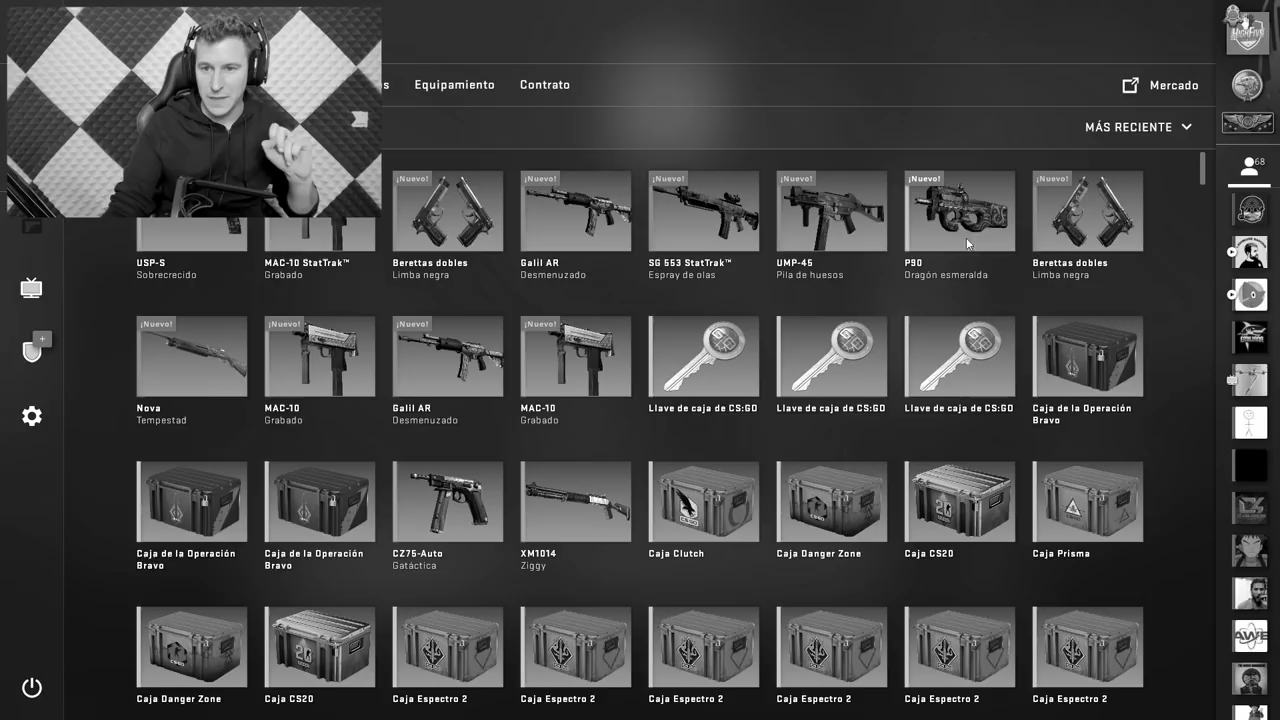 s
Equipamiento
Contrato
Mercado
MÁS RECIENTE
68
¡Nuevo!
¡Nuevo!
¡Nuevo!
¡Nuevo!
¡Nuevo!
¡Nuevo!
USP-S
Sobrecrecido
MAC-10 StatTrak™
Grabado
Berettas dobles
Limba negra
Galil AR
Desmenuzado
SG 553 StatTrak™
Espray de olas
UMP-45
Pila de huesos
P90
Dragón esmeralda
Berettas dobles
Limba negra
¡Nuevo!
¡Nuevo!
¡Nuevo!
¡Nuevo!
Nova
Tempestad
MAC-10
Grabado
Galil AR
Desmenuzado
MAC-10
Grabado
Llave de caja de CS:GO
Llave de caja de CS:GO
Llave de caja de CS:GO
Caja de la Operación
Bravo
Caja de la Operación
Bravo
Caja de la Operación
Bravo
CZ75-Auto
Gatáctica
XM1014
Ziggy
Caja Clutch
Caja Danger Zone
Caja CS20
Caja Prisma
Caja Danger Zone
Caja CS20
Caja Espectro 2
Caja Espectro 2
Caja Espectro 2
Caja Espectro 2
Caja Espectro 2
Caja Espectro 2